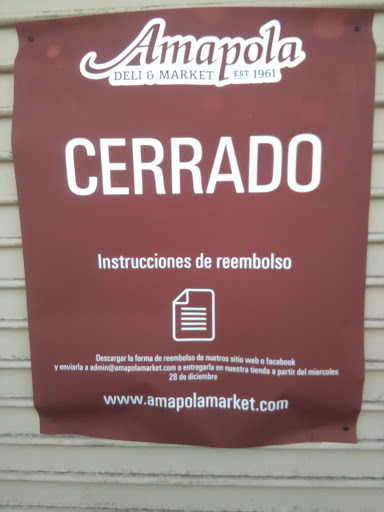 Amapola
DELI & MARKET EST. 1961
CERRADO
Instrucciones de reembolso
Descargar la forma de reembolso de nuetros sitio web o facebook
y enviarla a admin@amapolamarket.com o entregarla en nuestra tienda a partir del miercoles
28 de diciembre
www.amapolamarket.com